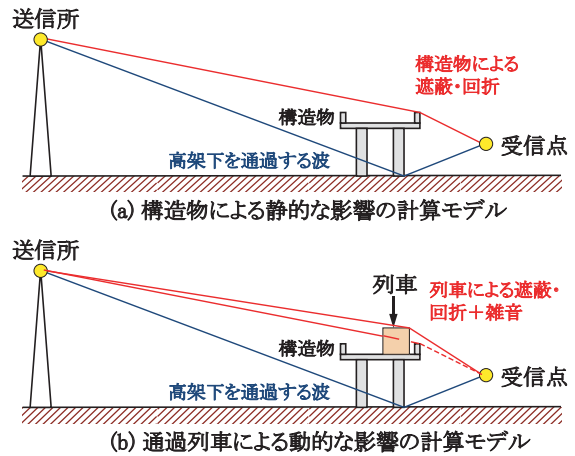 送信所
構造物による
遮蔽・回折
構造物
受信点
高架下を通過する波
(a) 構造物による静的な影響の計算モデル
送信所
列車
列車による遮蔽・
回折＋雑音
構造物
受信点
高架下を通過する波
(b) 通過列車による動的な影響の計算モデル